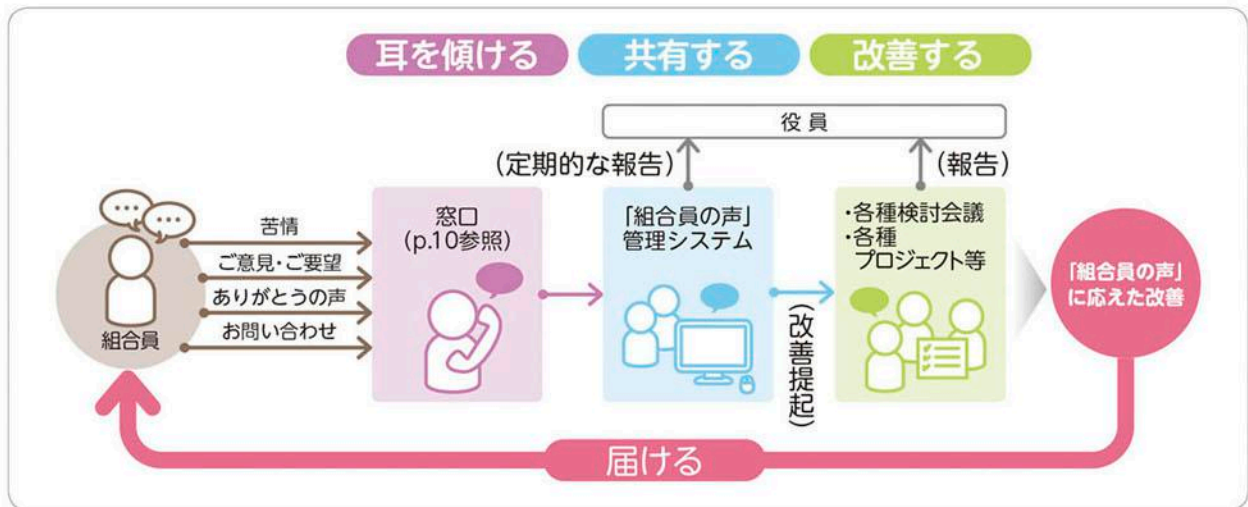 耳を傾ける
共有する
改善する
役員
(定期的な報告)
(報告)
組合員
苦情
ご意見・ご要望
ありがとうの声
お問い合わせ
窓口
(p.10参照)
「組合員の声」
管理システム
(改善提起)
・各種検討会議
・各種
プロジェクト等
「組合員の声」
に応えた改善
届ける